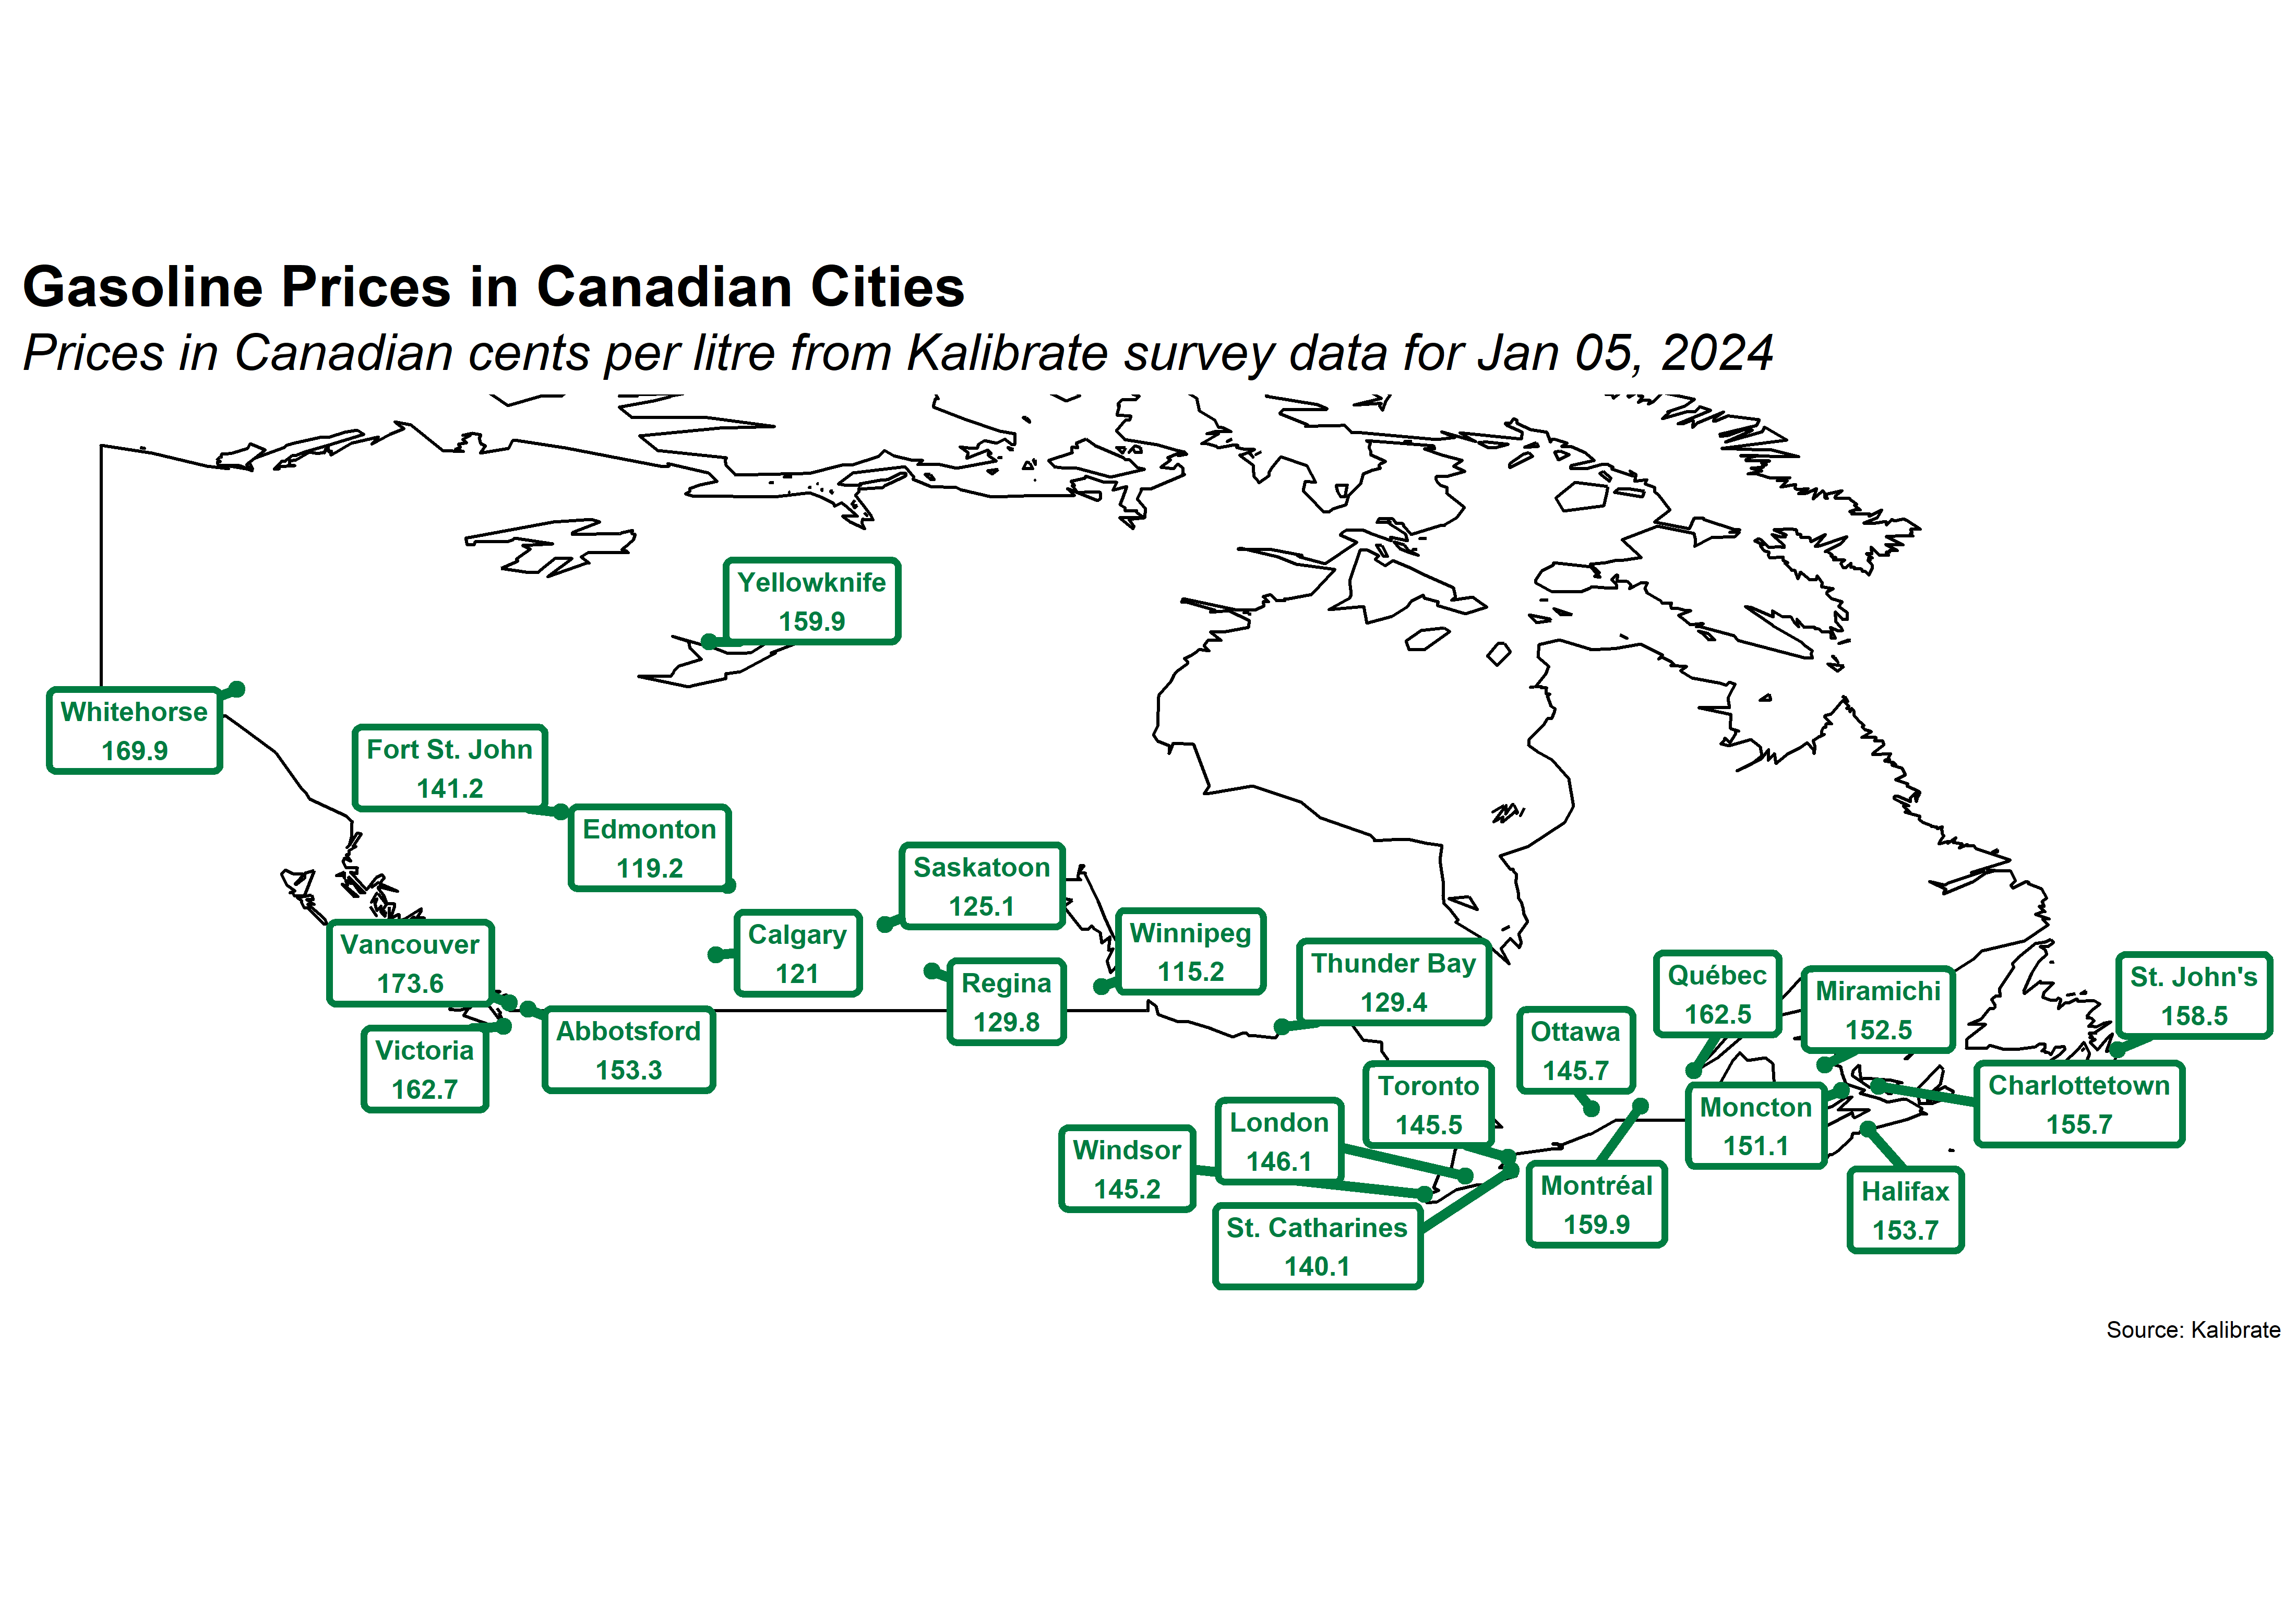 Gasoline Prices in Canadian Cities
Prices in Canadian cents per litre from Kalibrate survey data for Jan 05, 2024
Yellowknife
159.9
Whitehorse
169.9
Fort St. John
141.2
Edmonton
119.2
Saskatoon
125.1
Calgary
121
Winnipeg
115.2
Vancouver
173.6
Regina
129.8
Thunder Bay
129.4
Québec
162.5
Miramichi
152.5
St. John's
158.5
Abbotsford
153.3
Victoria
162.7
Ottawa
145.7
Toronto
145.5
Charlottetown
155.7
Moncton
151.1
London
146.1
Windsor
145.2
Montréal
159.9
Halifax
153.7
St. Catharines
140.1
Source: Kalibrate